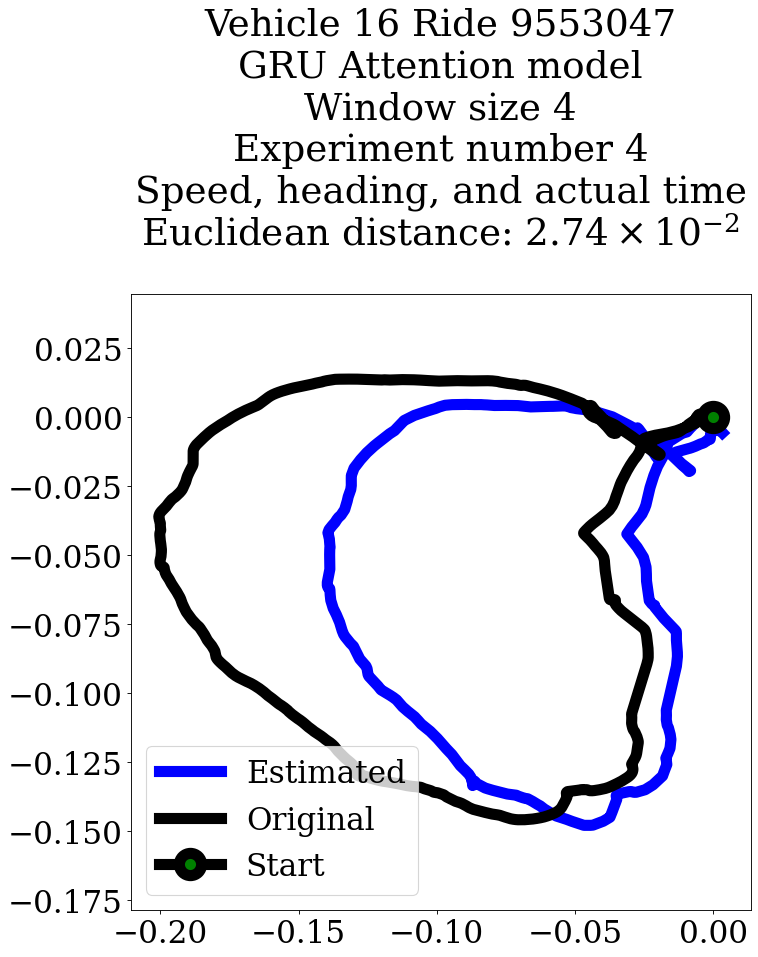 Vehicle 16 Ride 9553047
GRU Attention model
Window size 4
Experiment number 4
Speed, heading, and actual time
Euclidean distance: 2.74 × 10⁻²
0.025
0.000
−0.025
−0.050
−0.075
−0.100
−0.125
−0.150
−0.175
Estimated
Original
Start
−0.20
−0.15
−0.10
−0.05
0.00